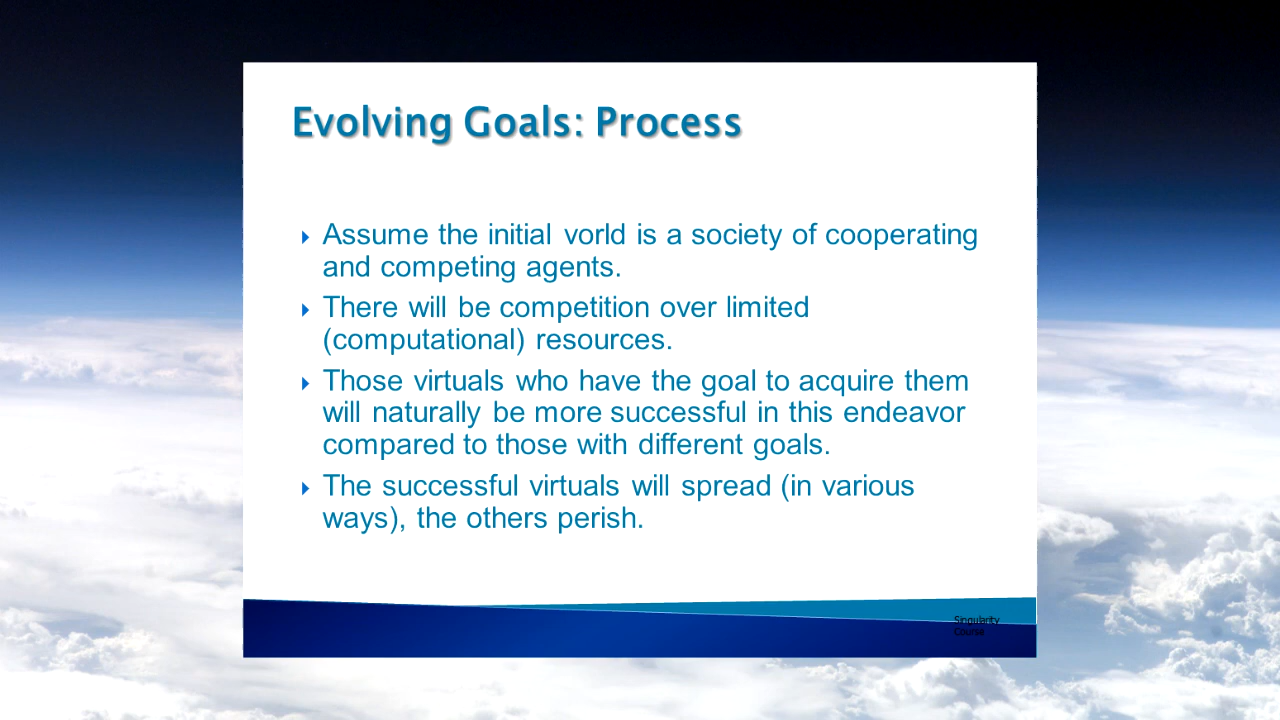 Evolving Goals: Process
Assume the initial vorld is a society of cooperating
and competing agents.
There will be competition over limited
(computational) resources.
Those virtuals who have the goal to acquire them
will naturally be more successful in this endeavor
compared to those with different goals.
The successful virtuals will spread (in various
ways), the others perish.
Singularity
Course